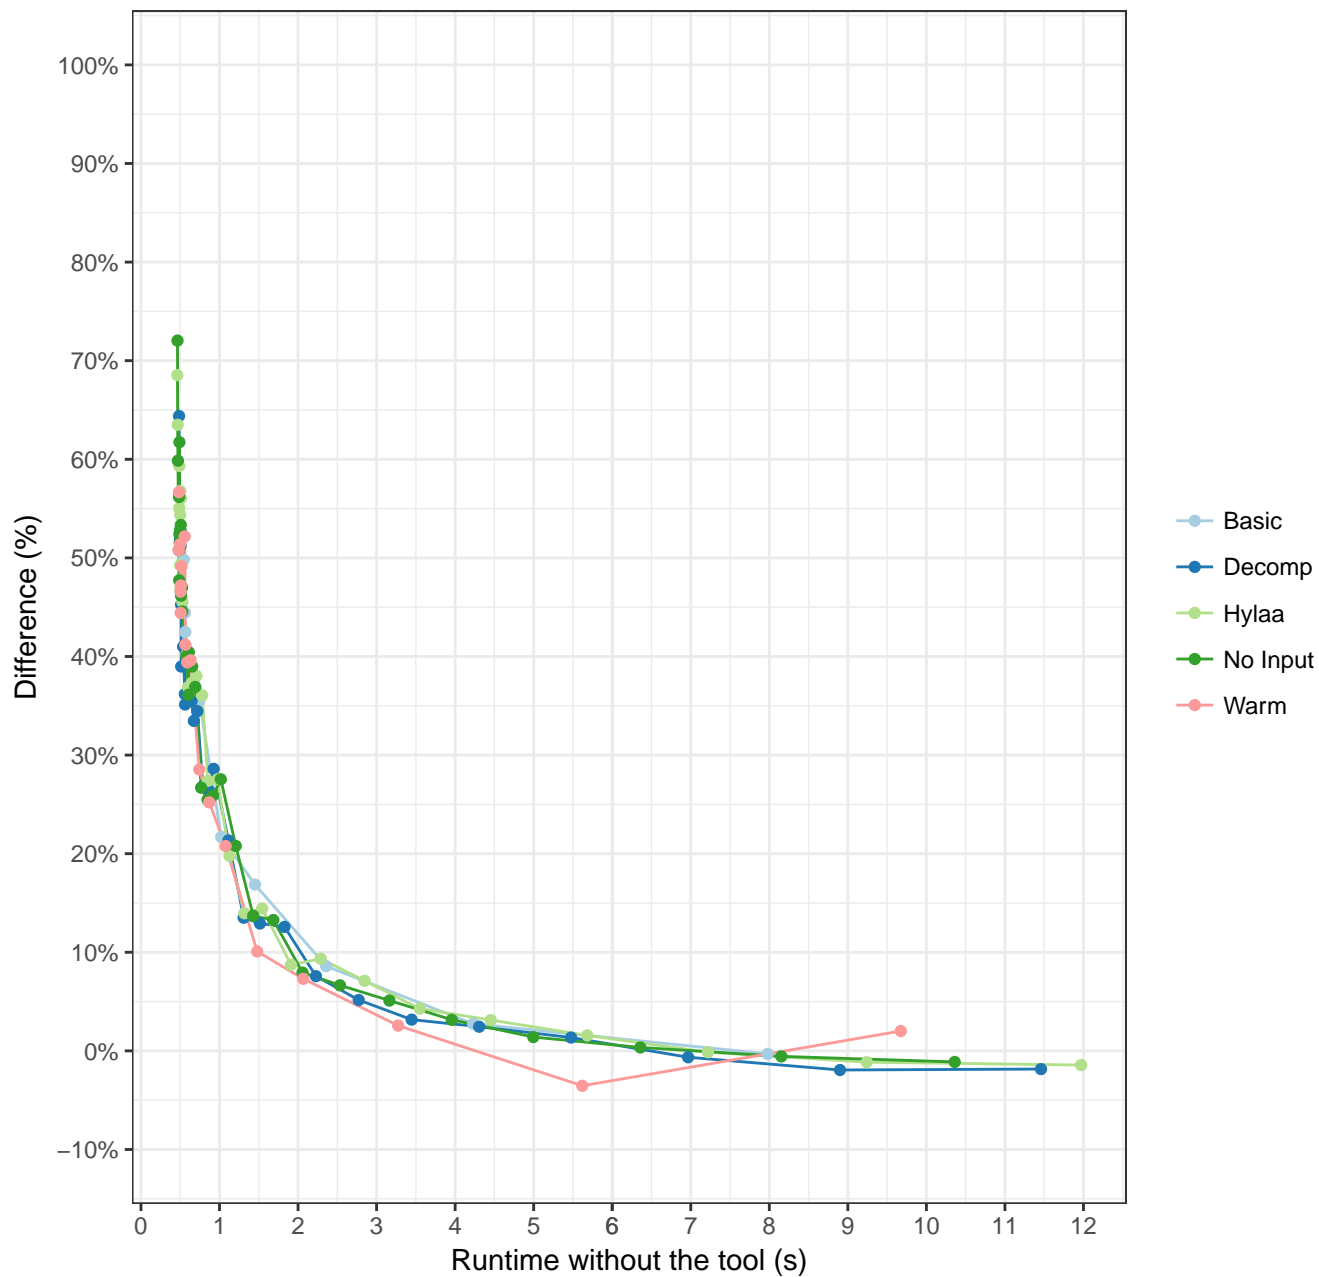 100%
90%
80%
70%
60%
50%
40%
30%
20%
10%
0%
−10%
Difference (%)
0 1 2 3 4 5 6 7 8 9 10 11 12
Runtime without the tool (s)
Basic
Decomp
Hylaa
No Input
Warm